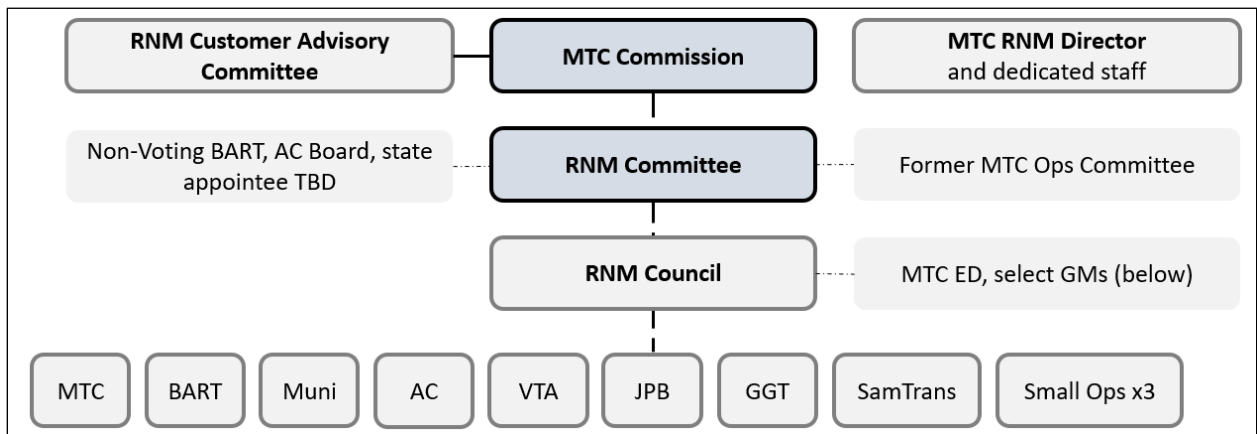 RNM Customer Advisory
Committee
MTC Commission
MTC RNM Director
and dedicated staff
Non-Voting BART, AC Board, state
appointee TBD
RNM Committee
Former MTC Ops Committee
RNM Council
MTC ED, select GMs (below)
MTC
BART
Muni
AC
VTA
JPB
GGT
SamTrans
Small Ops x3